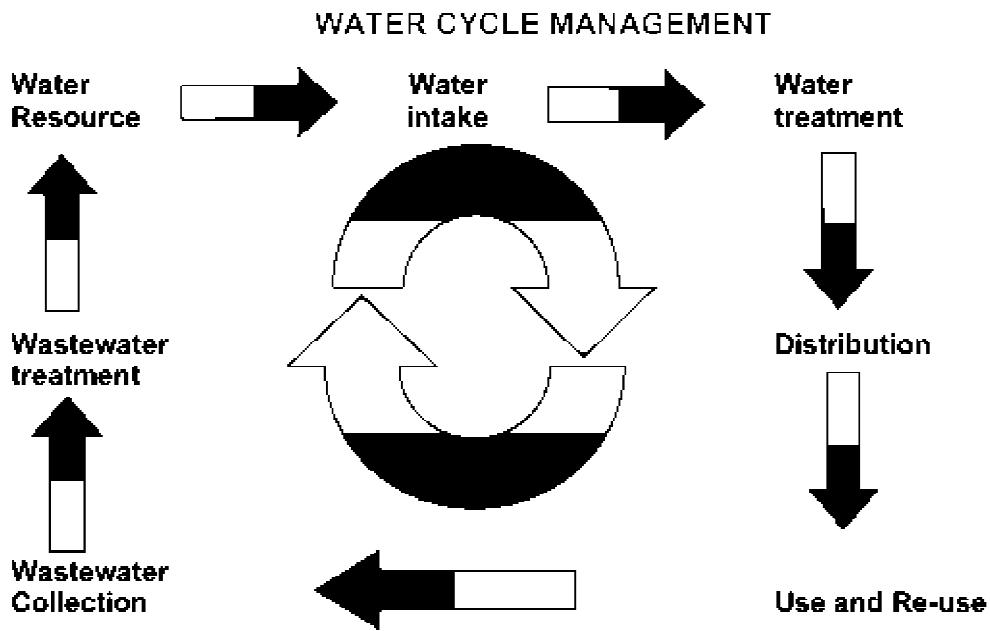 WATER CYCLE MANAGEMENT
Water
Resource
Water
intake
Water
treatment
Wastewater
treatment
Distribution
Wastewater
Collection
Use and Re-use